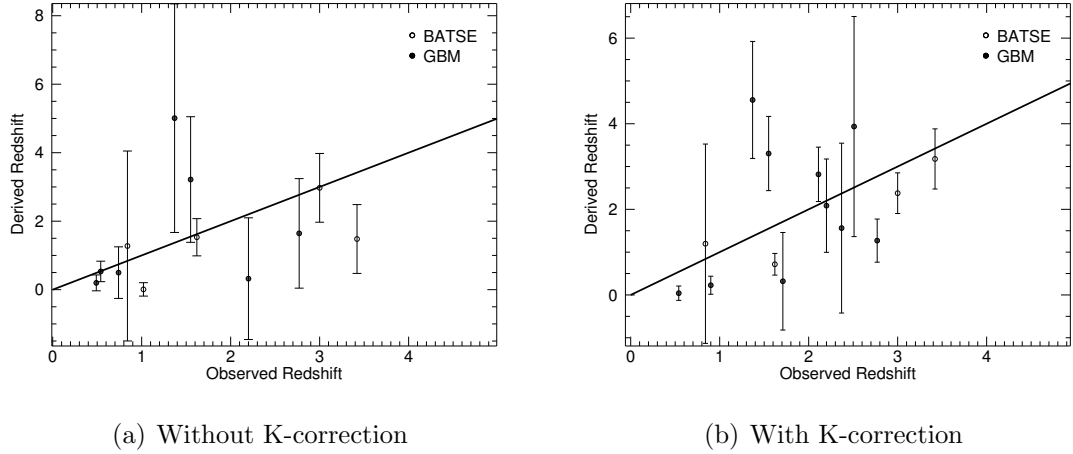 8
6
4
2
0
Derived Redshift
0
1
2
3
4
Observed Redshift
BATSE
GBM
(a) Without K-correction
6
4
2
0
Derived Redshift
0
1
2
3
4
Observed Redshift
BATSE
GBM
(b) With K-correction